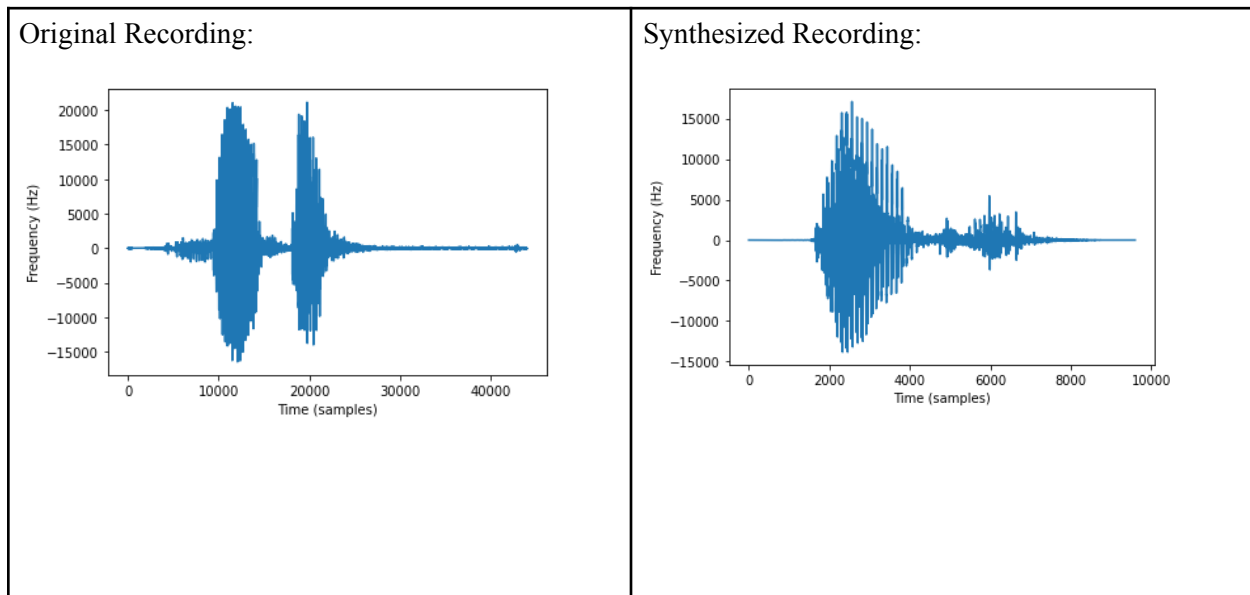 Original Recording:
20000
15000
10000
5000
0
−5000
−10000
−15000
Frequency (Hz)
0 10000 20000 30000 40000
Time (samples)
Synthesized Recording:
15000
10000
5000
0
−5000
−10000
−15000
Frequency (Hz)
0 2000 4000 6000 8000 10000
Time (samples)